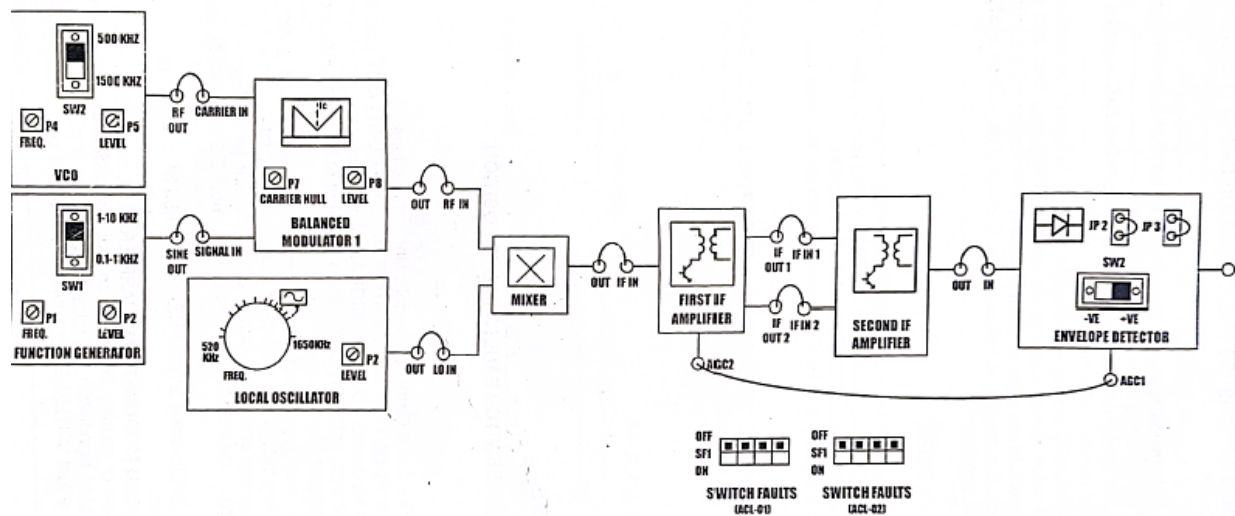 500 KHZ
1500 KHZ
SW2
P4
FREQ.
P5
LEVEL
VCO
RF OUT
CARRIER IN
IC
P7
CARRIER NULL
P8
LEVEL
BALANCED
MODULATOR 1
OUT
RF IN
1-10 KHZ
0.1-1 KHZ
SW1
P1
FREQ.
P2
LEVEL
FUNCTION GENERATOR
SINE
OUT
SIGNAL IN
520
KHz
1650KHz
FREQ.
P2
LEVEL
LOCAL OSCILLATOR
OUT
LO IN
MIXER
OUT
IF IN
FIRST IF
AMPLIFIER
IF
OUT 1
IF IN 1
IF
OUT 2
IF IN 2
SECOND IF
AMPLIFIER
OUT
IN
JP 2
JP 3
SW2
-VE
+VE
ENVELOPE DETECTOR
AGC2
AGC1
OFF
SF1
ON
SWITCH FAULTS
(ACL-01)
OFF
SF1
ON
SWITCH FAULTS
(ACL-02)